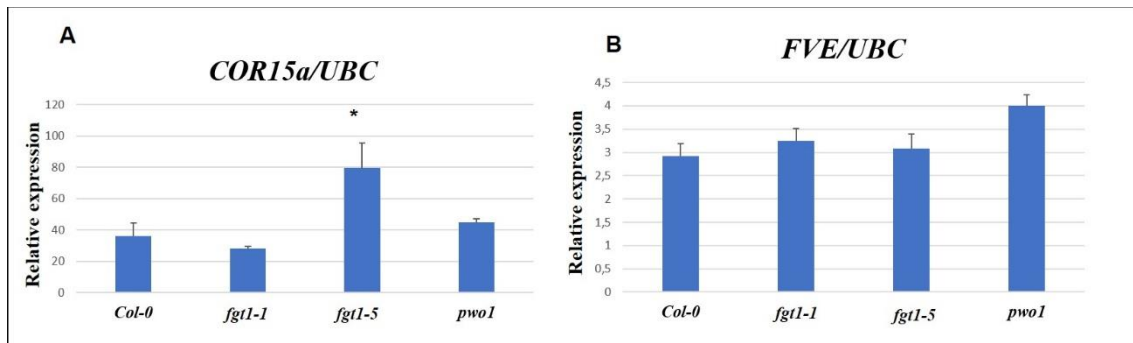 A
COR15a/UBC
Relative expression
120
100
80
60
40
20
0
*
Col-0 fgt1-1 fgt1-5 pwo1
B
FVE/UBC
Relative expression
4,5
4
3,5
3
2,5
2
1,5
1
0,5
0
Col-0 fgt1-1 fgt1-5 pwo1